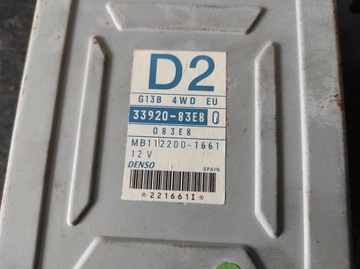 D2
G13B 4WD EU
33920-83E8 0
083E8
MB112200-1661
12V
DENSO SPAIN
*221661I*